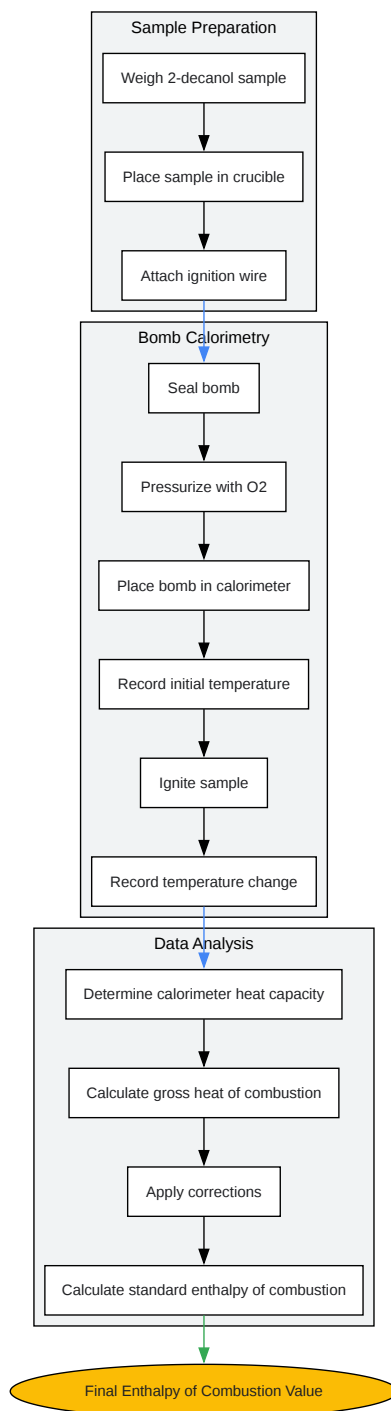 Sample Preparation
Weigh 2-decanol sample
Place sample in crucible
Attach ignition wire
Bomb Calorimetry
Seal bomb
Pressurize with O2
Place bomb in calorimeter
Record initial temperature
Ignite sample
Record temperature change
Data Analysis
Determine calorimeter heat capacity
Calculate gross heat of combustion
Apply corrections
Calculate standard enthalpy of combustion
Final Enthalpy of Combustion Value